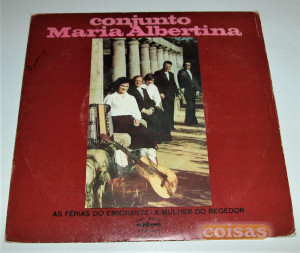 conjunto
Maria Albertina
AS FÉRIAS DO EMIGRANTE · A MULHER DO REGEDOR
coisas